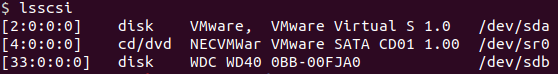 $ lsscsi
[2:0:0:0]    disk    VMware,  VMware Virtual S 1.0   /dev/sda
[4:0:0:0]    cd/dvd  NECVMWar VMware SATA CD01 1.00  /dev/sr0
[33:0:0:0]   disk    WDC WD40 0BB-00FJA0             /dev/sdb